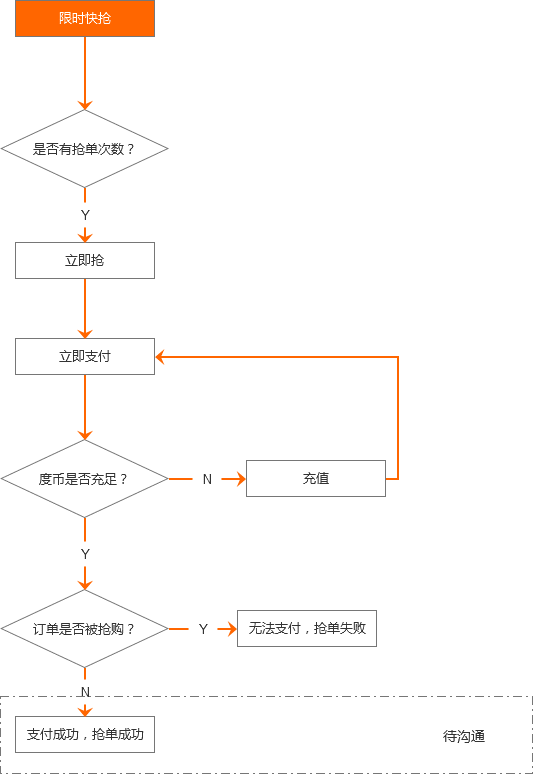 限时快抢
是否有抢单次数？
Y
立即抢
立即支付
度币是否充足？
N
充值
Y
订单是否被抢购？
Y
无法支付，抢单失败
N
支付成功，抢单成功
待沟通